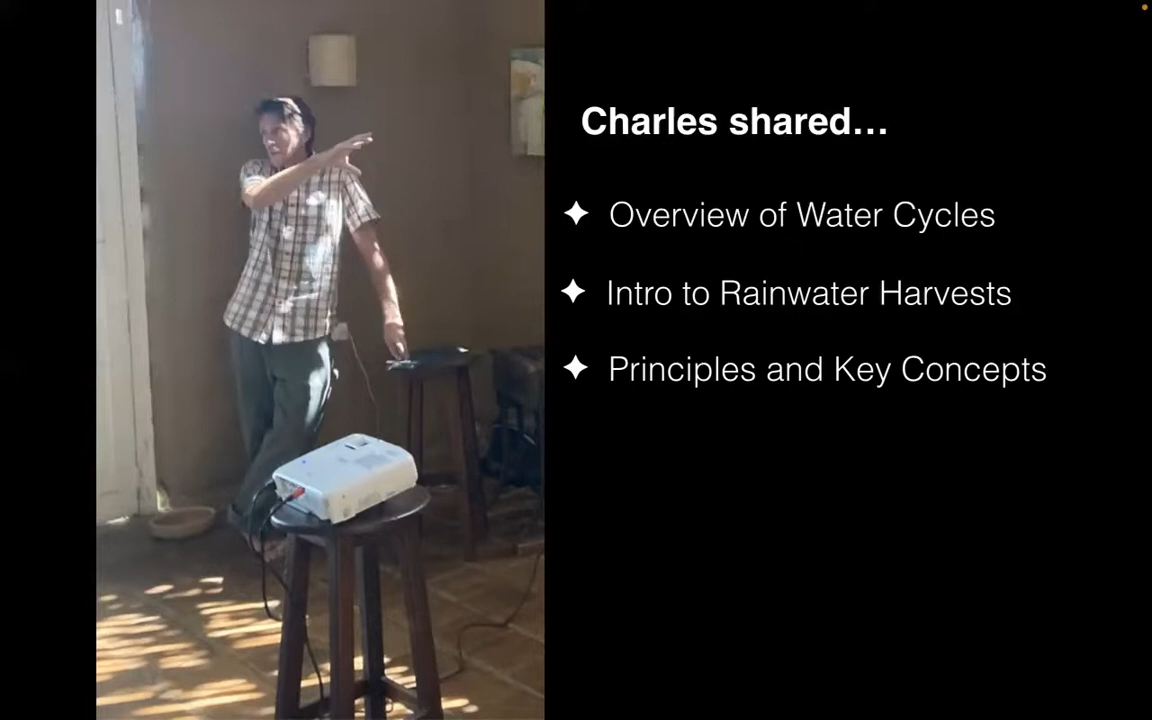 Charles shared…
Overview of Water Cycles
Intro to Rainwater Harvests
Principles and Key Concepts